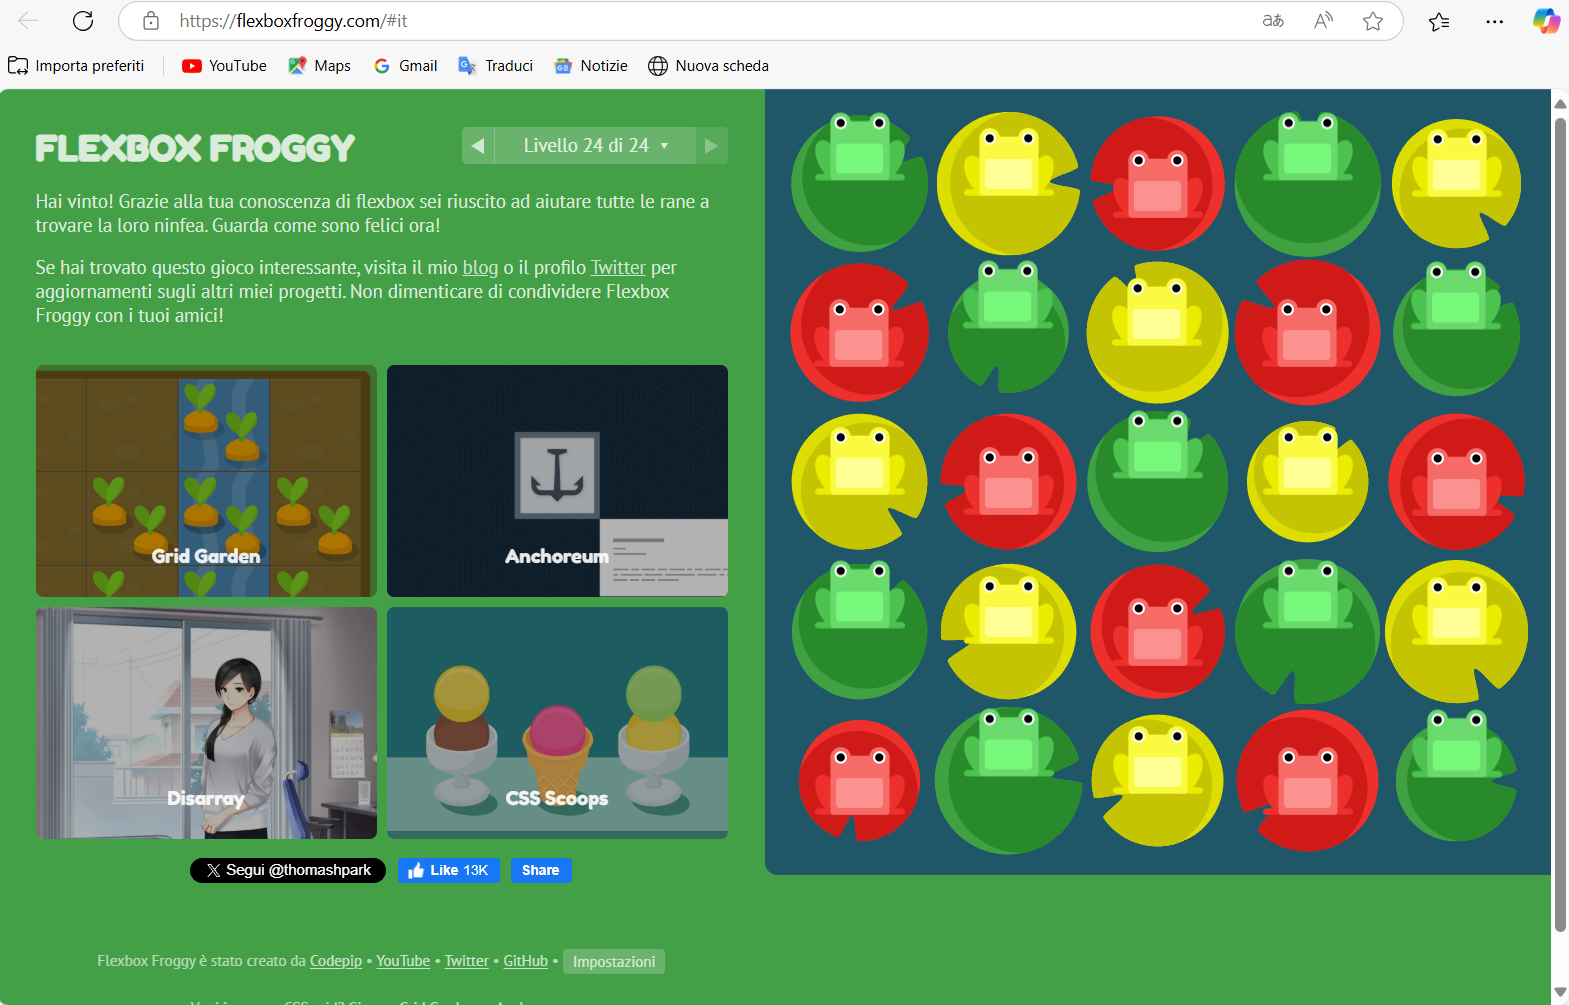 https://flexboxfroggy.com/#it
Importa preferiti
YouTube
Maps
Gmail
Traduci
Notizie
Nuova scheda
FLEXBOX FROGGY
Livello 24 di 24
Hai vinto! Grazie alla tua conoscenza di flexbox sei riuscito ad aiutare tutte le rane a
trovare la loro ninfea. Guarda come sono felici ora!
Se hai trovato questo gioco interessante, visita il mio blog o il profilo Twitter per
aggiornamenti sugli altri miei progetti. Non dimenticare di condividere Flexbox
Froggy con i tuoi amici!
Grid Garden
Anchoreum
Disarray
CSS Scoops
Segui @thomashpark
Like 13K
Share
Flexbox Froggy è stato creato da Codepip • YouTube • Twitter • GitHub • Impostazioni